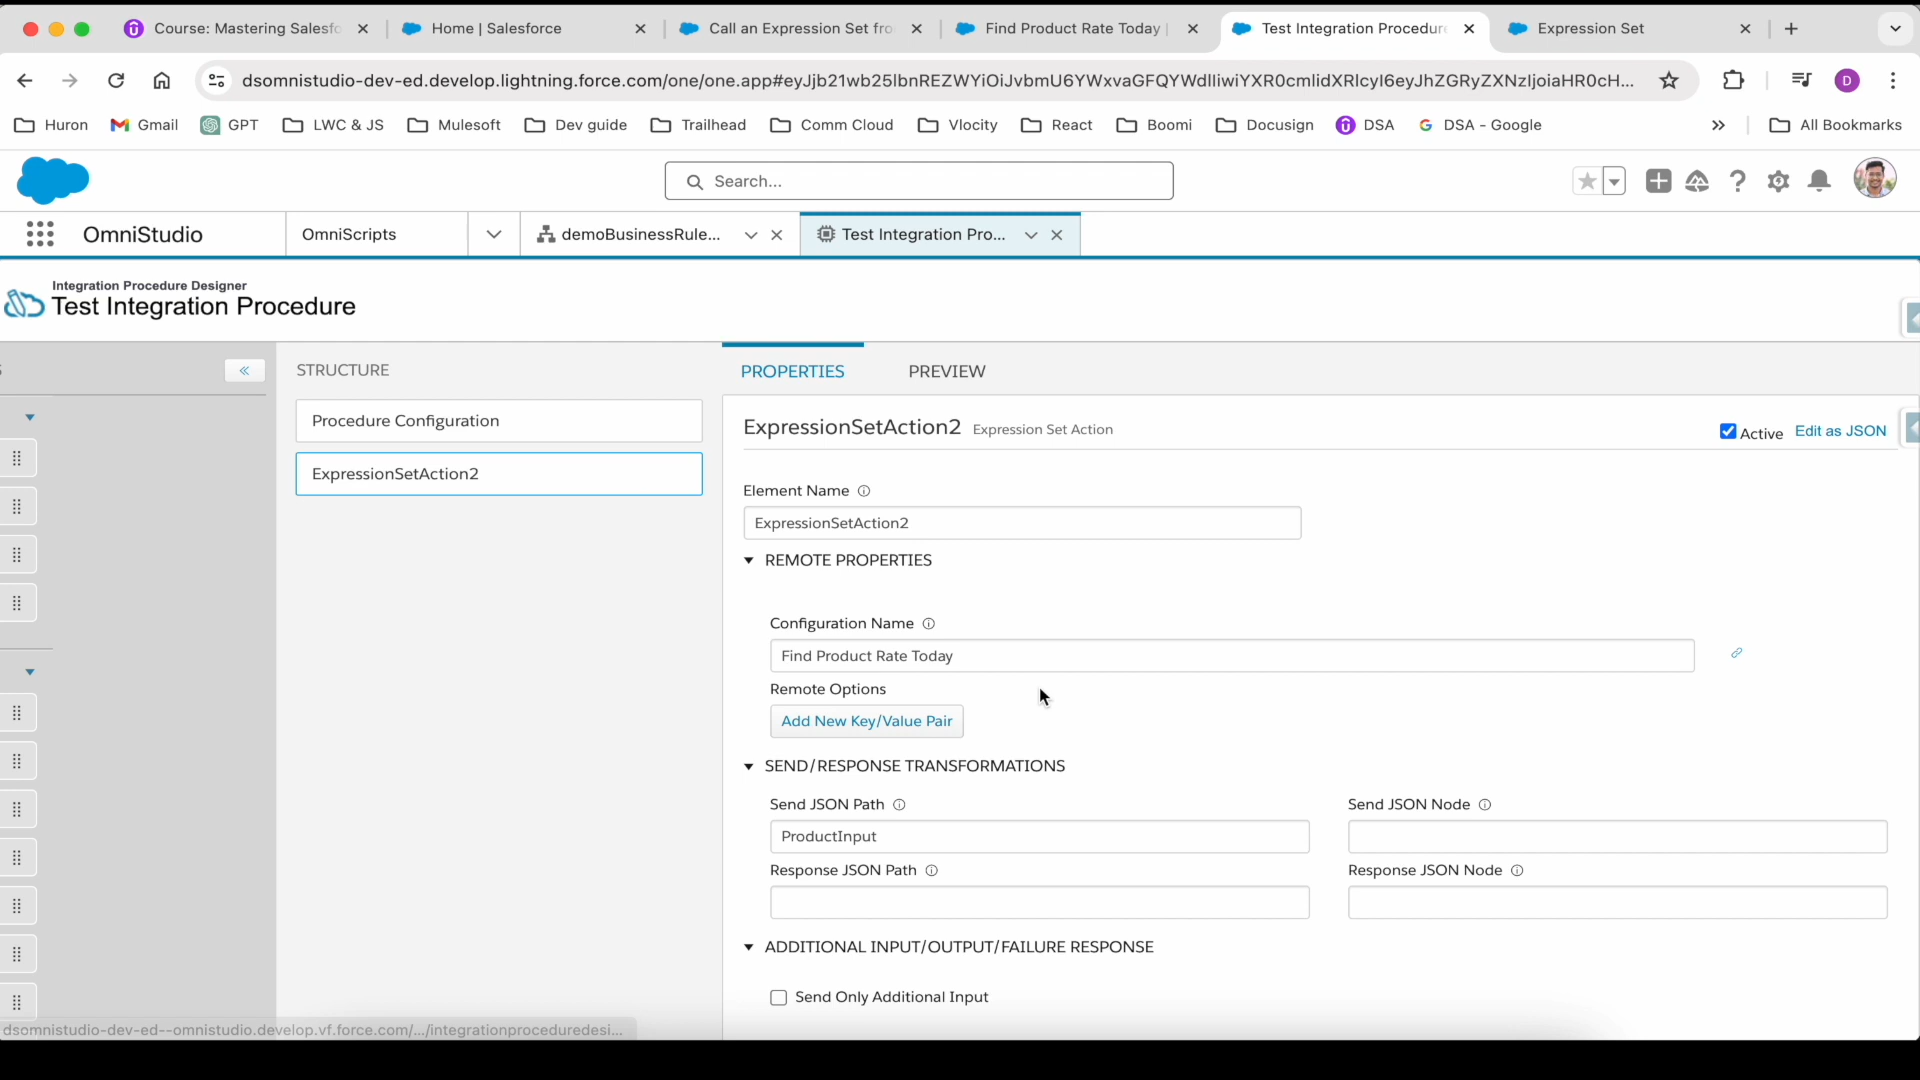 Course: Mastering Salesfo
Home | Salesforce
Call an Expression Set fro
Find Product Rate Today |
Test Integration Procedure
Expression Set
dsomnistudio-dev-ed.develop.lightning.force.com/one/one.app#eyJjb21wb25lbnREZWYiOiJvbmU6YWxvaGFQYWdlIiwiYXR0cmlidXRlcyI6eyJhZGRyZXNzIjoiaHR0cH...
D
Huron
Gmail
GPT
LWC & JS
Mulesoft
Dev guide
Trailhead
Comm Cloud
Vlocity
React
Boomi
Docusign
DSA
DSA - Google
All Bookmarks
Search...
OmniStudio
OmniScripts
demoBusinessRule...
Test Integration Pro...
Integration Procedure Designer
Test Integration Procedure
STRUCTURE
PROPERTIES
PREVIEW
Procedure Configuration
ExpressionSetAction2
ExpressionSetAction2 Expression Set Action
Active
Edit as JSON
Element Name
ExpressionSetAction2
REMOTE PROPERTIES
Configuration Name
Find Product Rate Today
Remote Options
Add New Key/Value Pair
SEND/RESPONSE TRANSFORMATIONS
Send JSON Path
Send JSON Node
ProductInput
Response JSON Path
Response JSON Node
ADDITIONAL INPUT/OUTPUT/FAILURE RESPONSE
Send Only Additional Input
dsomnistudio-dev-ed--omnistudio.develop.vf.force.com/.../integrationproceduredesi...